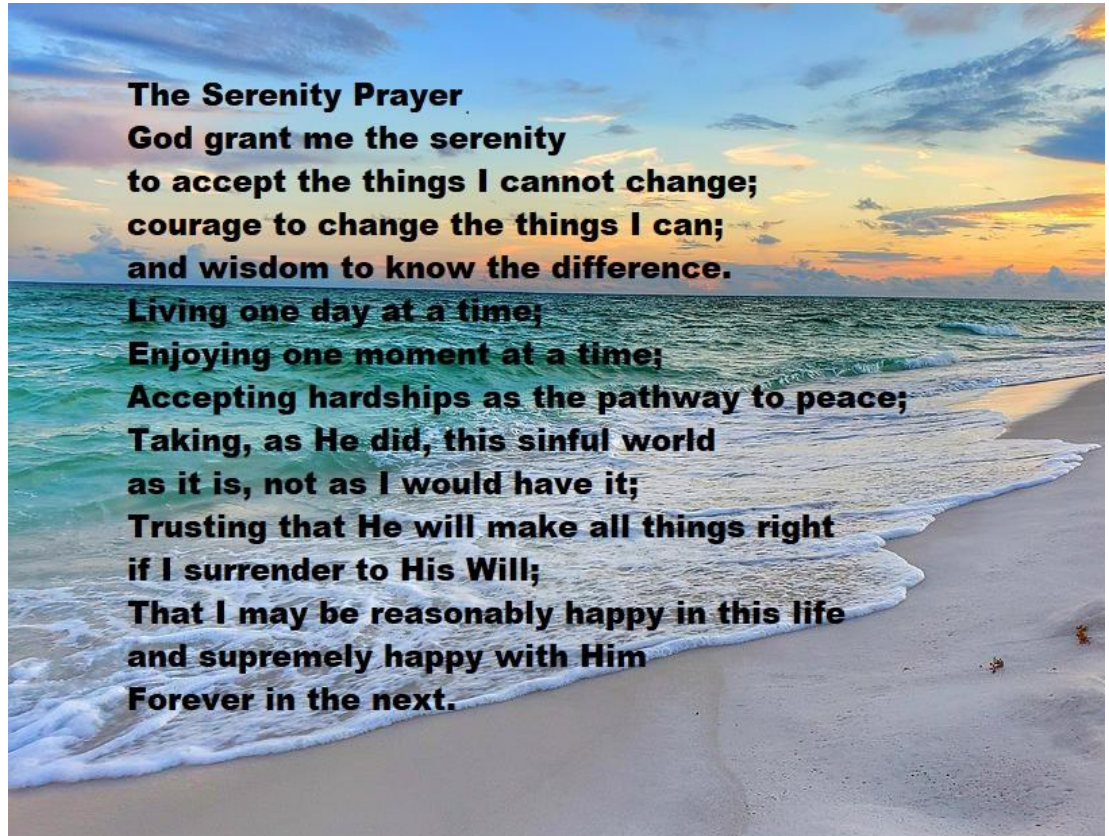 The Serenity Prayer
God grant me the serenity
to accept the things I cannot change;
courage to change the things I can;
and wisdom to know the difference.
Living one day at a time;
Enjoying one moment at a time;
Accepting hardships as the pathway to peace;
Taking, as He did, this sinful world
as it is, not as I would have it;
Trusting that He will make all things right
if I surrender to His Will;
That I may be reasonably happy in this life
and supremely happy with Him
Forever in the next.